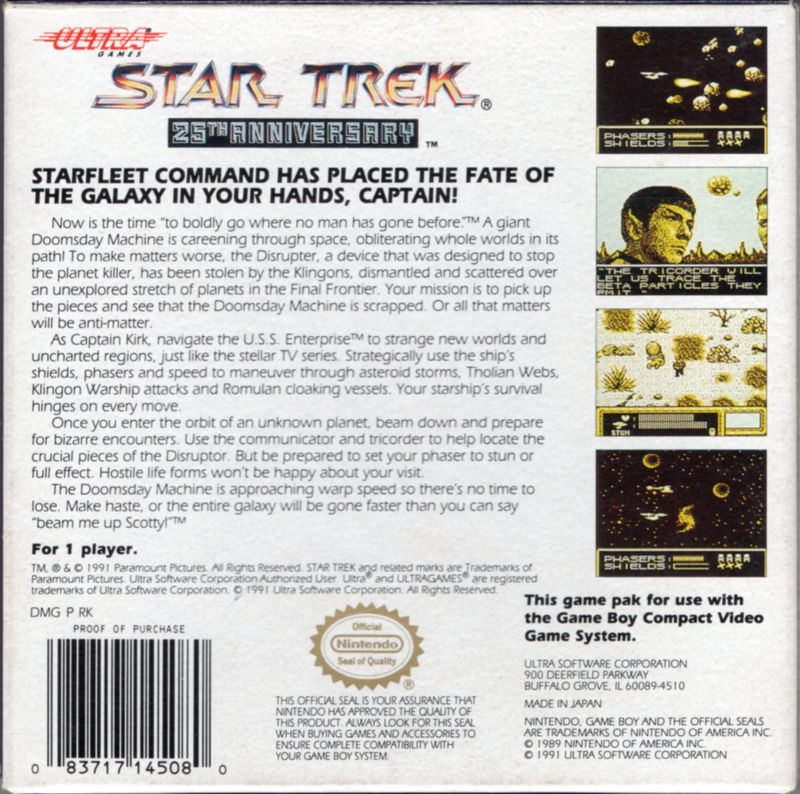 ULTRA
GAMES
STAR TREK®
25TH ANNIVERSARY™
STARFLEET COMMAND HAS PLACED THE FATE OF
THE GALAXY IN YOUR HANDS, CAPTAIN!
Now is the time "to boldly go where no man has gone before."™ A giant
Doomsday Machine is careening through space, obliterating whole worlds in its
path! To make matters worse, the Disrupter, a device that was designed to stop
the planet killer, has been stolen by the Klingons, dismantled and scattered over
an unexplored stretch of planets in the Final Frontier. Your mission is to pick up
the pieces and see that the Doomsday Machine is scrapped. Or all that matters
will be anti-matter.
As Captain Kirk, navigate the U.S.S. Enterprise™ to strange new worlds and
uncharted regions, just like the stellar TV series. Strategically use the ship's
shields, phasers and speed to maneuver through asteroid storms, Tholian Webs,
Klingon Warship attacks and Romulan cloaking vessels. Your starship's survival
hinges on every move.
Once you enter the orbit of an unknown planet, beam down and prepare
for bizarre encounters. Use the communicator and tricorder to help locate the
crucial pieces of the Disruptor. But be prepared to set your phaser to stun or
full effect. Hostile life forms won't be happy about your visit.
The Doomsday Machine is approaching warp speed so there's no time to
lose. Make haste, or the entire galaxy will be gone faster than you can say
"beam me up Scotty!"™
For 1 player.
TM, ® & © 1991 Paramount Pictures. All Rights Reserved. STAR TREK and related marks are Trademarks of
Paramount Pictures. Ultra Software Corporation Authorized User. Ultra® and ULTRAGAMES® are registered
trademarks of Ultra Software Corporation. © 1991 Ultra Software Corporation. All Rights Reserved.
DMG P RK
PROOF OF PURCHASE
0 83717 14508 0
Official
Nintendo
Seal of Quality
®
THIS OFFICIAL SEAL IS YOUR ASSURANCE THAT
NINTENDO HAS APPROVED THE QUALITY OF
THIS PRODUCT. ALWAYS LOOK FOR THIS SEAL
WHEN BUYING GAMES AND ACCESSORIES TO
ENSURE COMPLETE COMPATIBILITY WITH
YOUR GAME BOY SYSTEM.
PHASERS:
SHIELDS:
"THE TRICORDER WILL
LET US TRACE THE
BETA PARTICLES THEY
EMIT."
STUN
PHASERS:
SHIELDS:
This game pak for use with
the Game Boy Compact Video
Game System.
ULTRA SOFTWARE CORPORATION
900 DEERFIELD PARKWAY
BUFFALO GROVE, IL 60089-4510
MADE IN JAPAN
NINTENDO, GAME BOY AND THE OFFICIAL SEALS
ARE TRADEMARKS OF NINTENDO OF AMERICA INC.
© 1989 NINTENDO OF AMERICA INC.
© 1991 ULTRA SOFTWARE CORPORATION